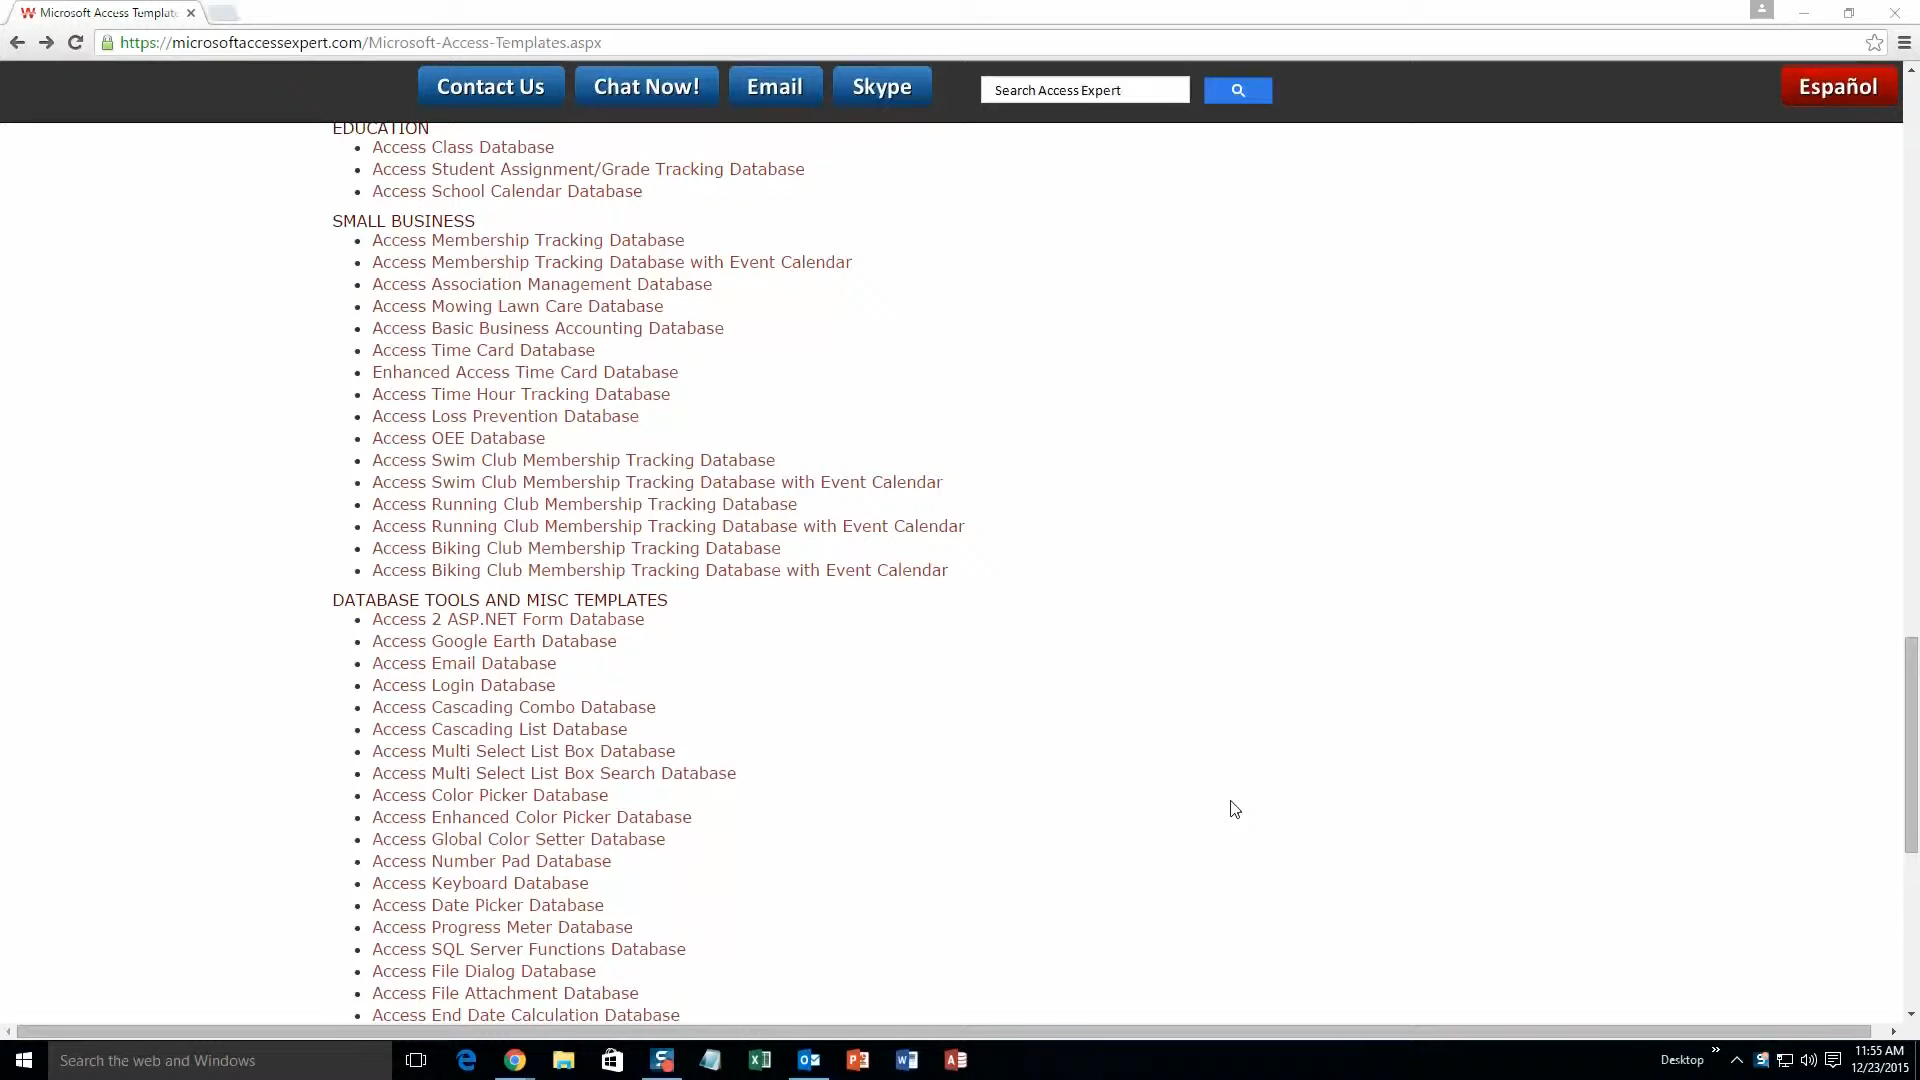 Microsoft Access Templat
https://microsoftaccessexpert.com/Microsoft-Access-Templates.aspx
Contact Us
Chat Now!
Email
Skype
Search Access Expert
Español
EDUCATION
Access Class Database
Access Student Assignment/Grade Tracking Database
Access School Calendar Database
SMALL BUSINESS
Access Membership Tracking Database
Access Membership Tracking Database with Event Calendar
Access Association Management Database
Access Mowing Lawn Care Database
Access Basic Business Accounting Database
Access Time Card Database
Enhanced Access Time Card Database
Access Time Hour Tracking Database
Access Loss Prevention Database
Access OEE Database
Access Swim Club Membership Tracking Database
Access Swim Club Membership Tracking Database with Event Calendar
Access Running Club Membership Tracking Database
Access Running Club Membership Tracking Database with Event Calendar
Access Biking Club Membership Tracking Database
Access Biking Club Membership Tracking Database with Event Calendar
DATABASE TOOLS AND MISC TEMPLATES
Access 2 ASP.NET Form Database
Access Google Earth Database
Access Email Database
Access Login Database
Access Cascading Combo Database
Access Cascading List Database
Access Multi Select List Box Database
Access Multi Select List Box Search Database
Access Color Picker Database
Access Enhanced Color Picker Database
Access Global Color Setter Database
Access Number Pad Database
Access Keyboard Database
Access Date Picker Database
Access Progress Meter Database
Access SQL Server Functions Database
Access File Dialog Database
Access File Attachment Database
Access End Date Calculation Database
Search the web and Windows
Desktop
11:55 AM
12/23/2015